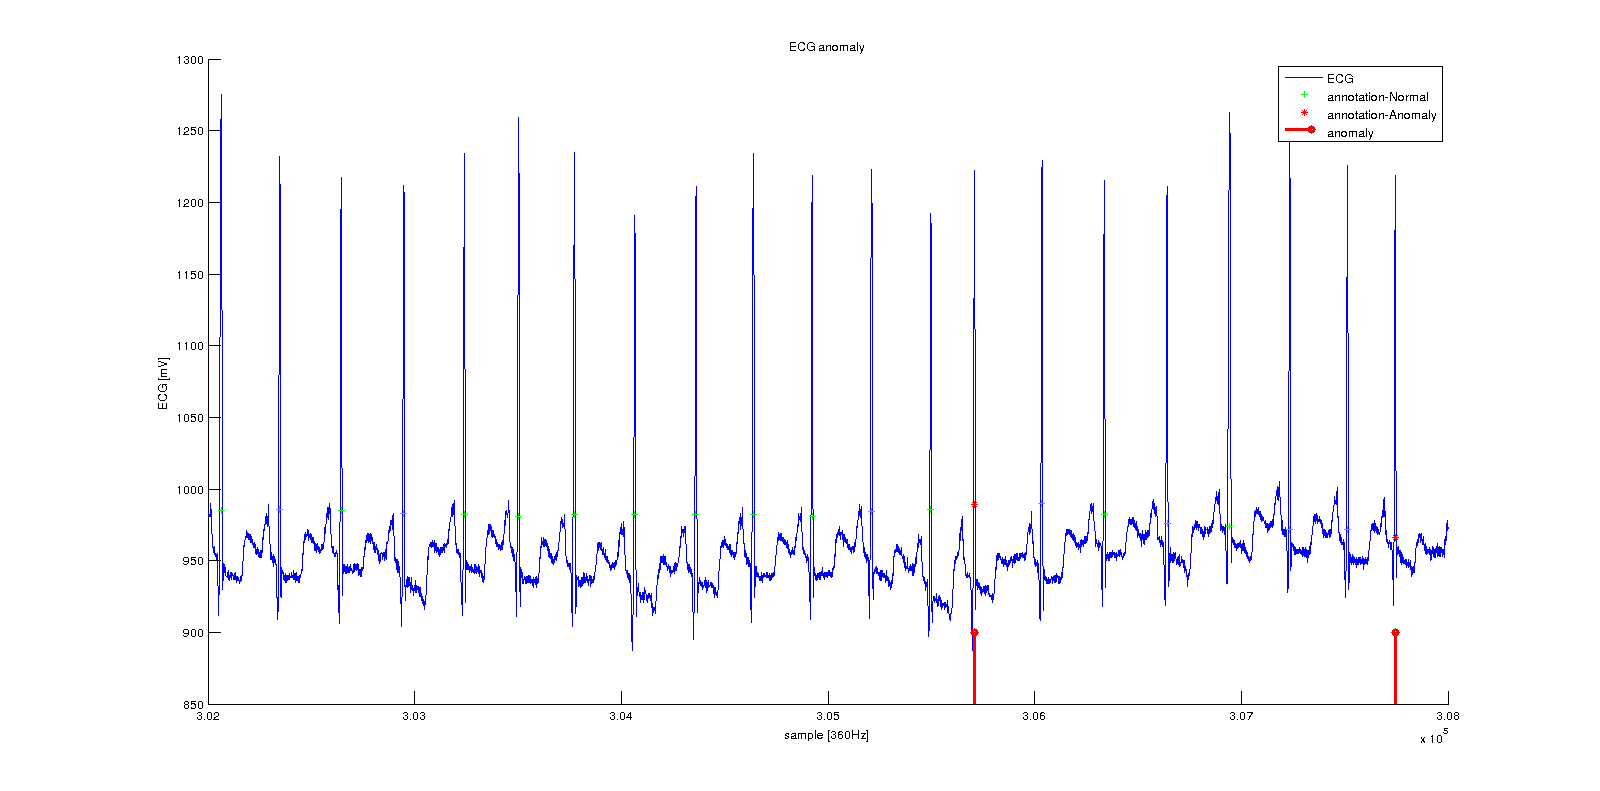 ECG anomaly
1300
1250
1200
1150
1100
1050
1000
950
900
850
ECG [mV]
ECG
annotation-Normal
annotation-Anomaly
anomaly
3.02 3.03 3.04 3.05 3.06 3.07 3.08
sample [360Hz]
x 10^5